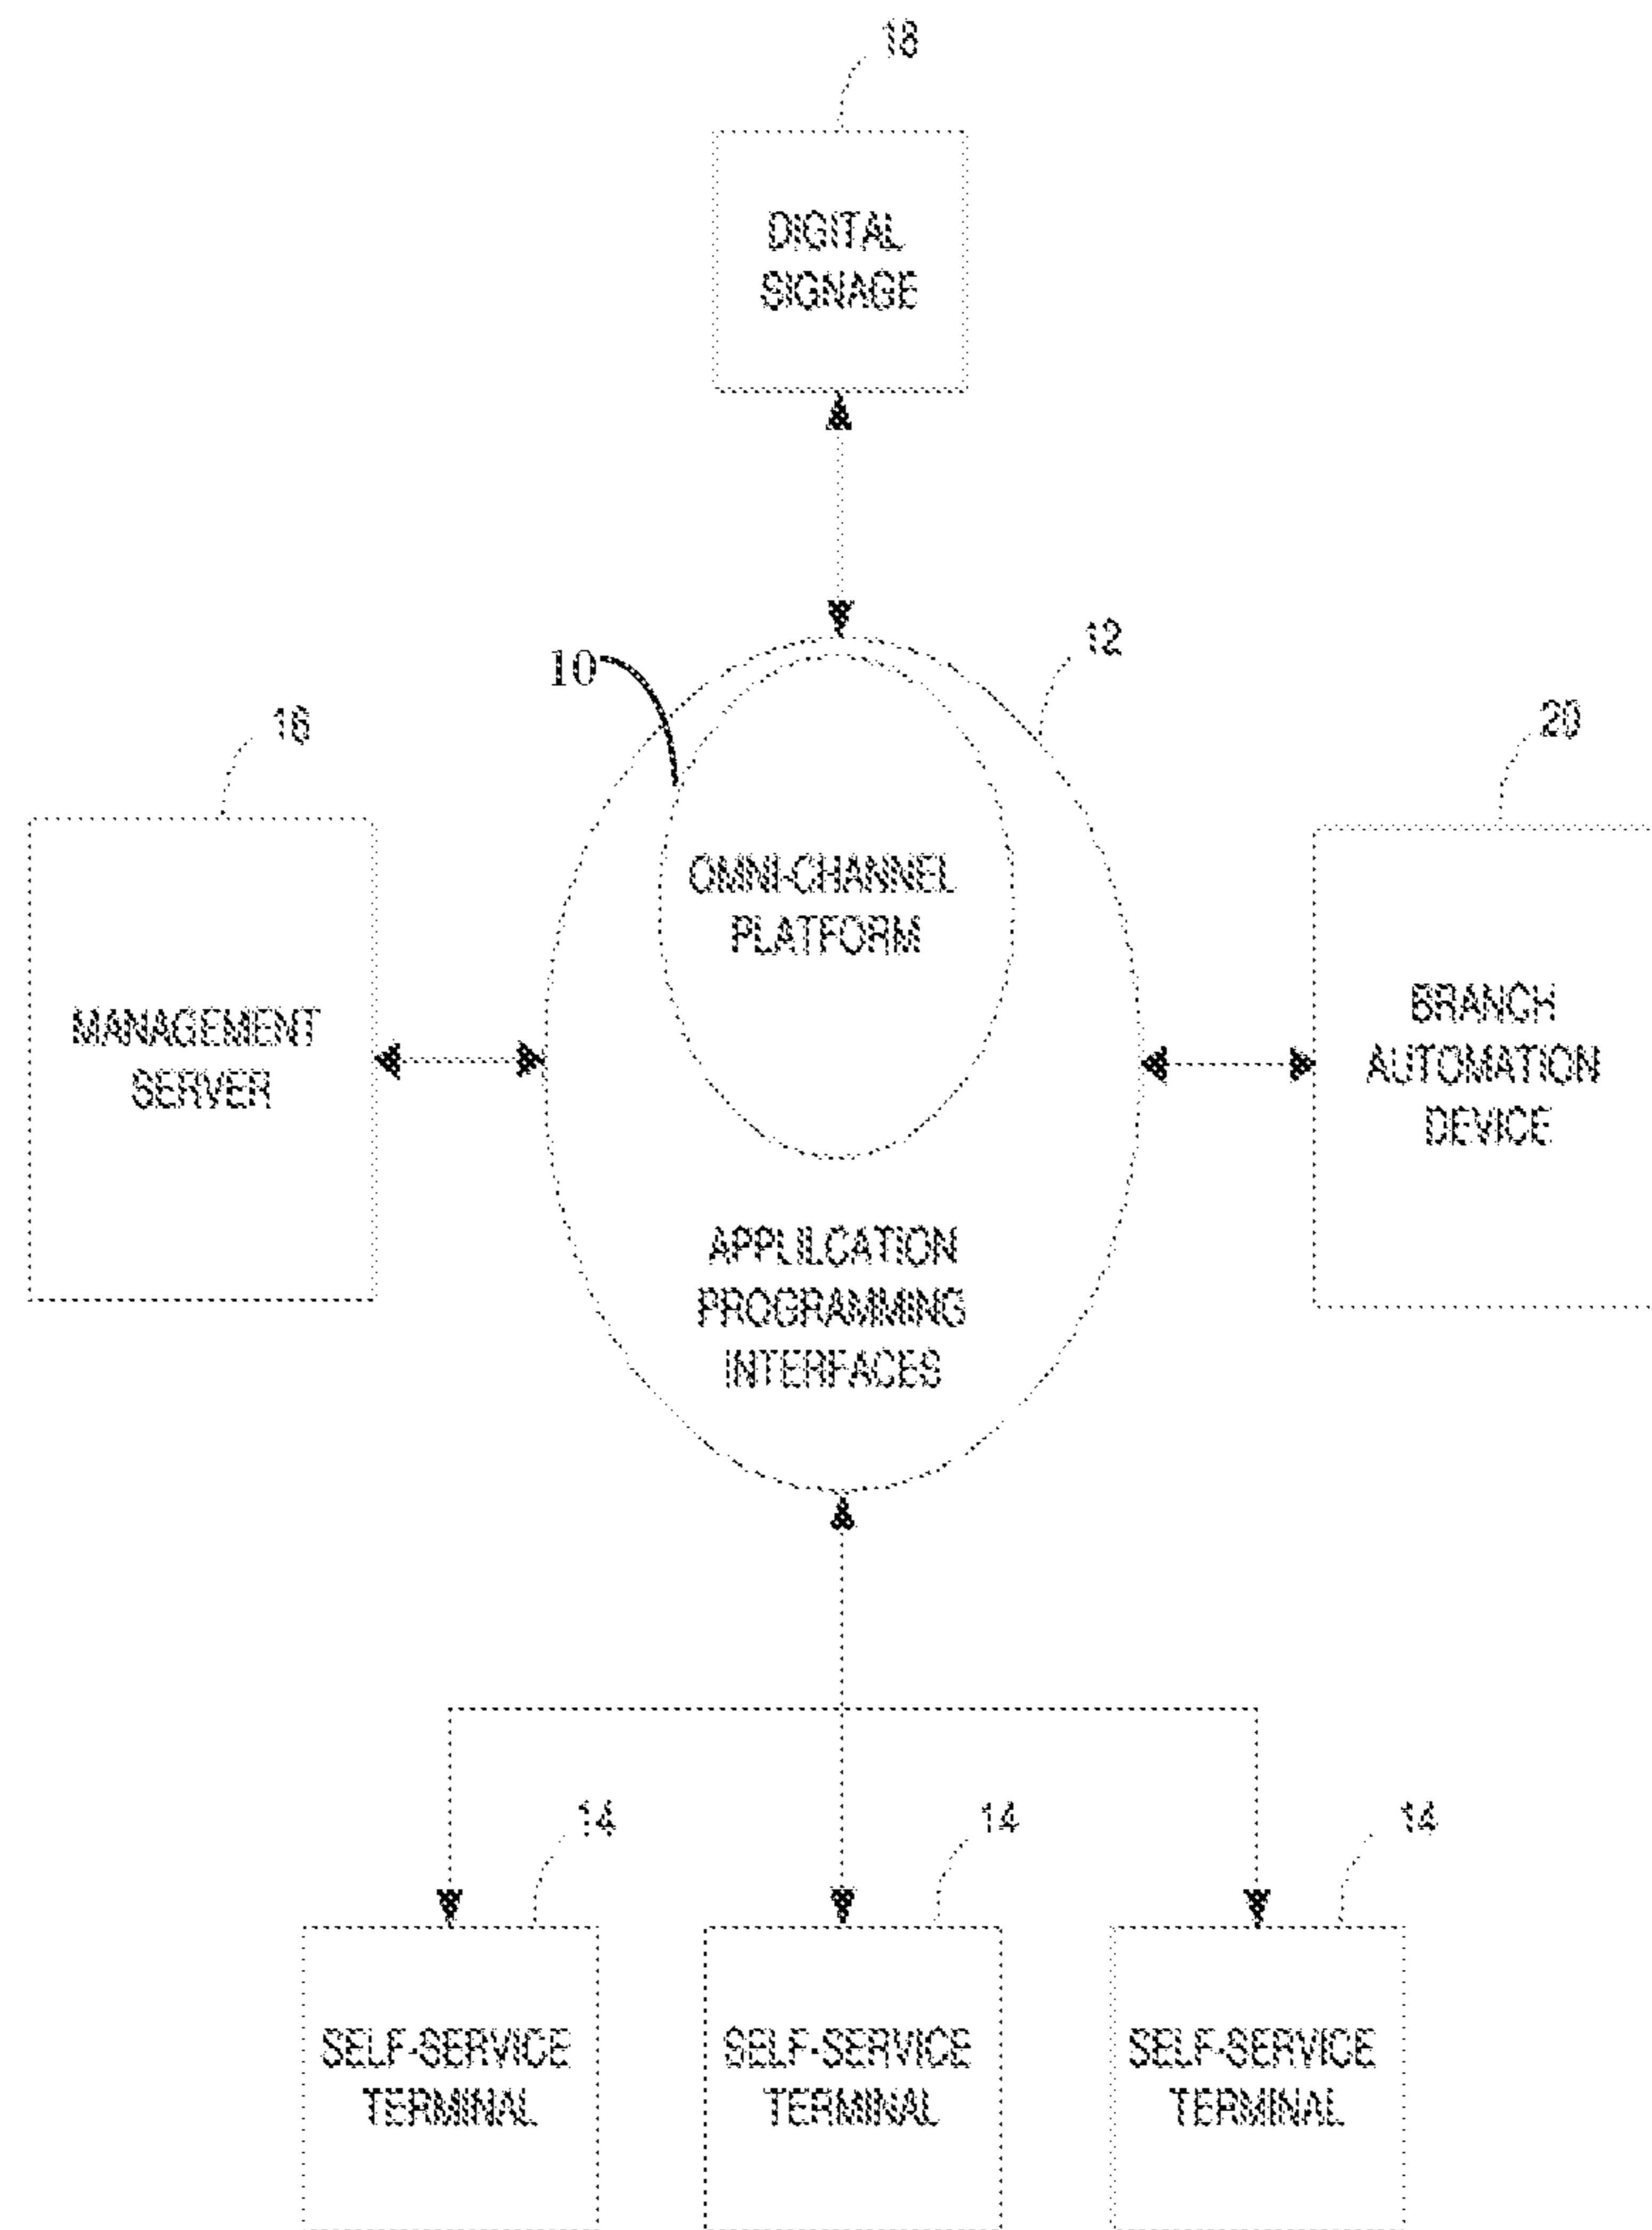 18
DIGITAL
SIGNAGE
10
12
16
20
OMNI-CHANNEL
PLATFORM
MANAGEMENT
SERVER
BRANCH
AUTOMATION
DEVICE
APPLILCATION
PROGRAMMING
INTERFACES
14
14
14
SELF-SERVICE
TERMINAL
SELF-SERVICE
TERMINAL
SELF-SERVICE
TERMINAL